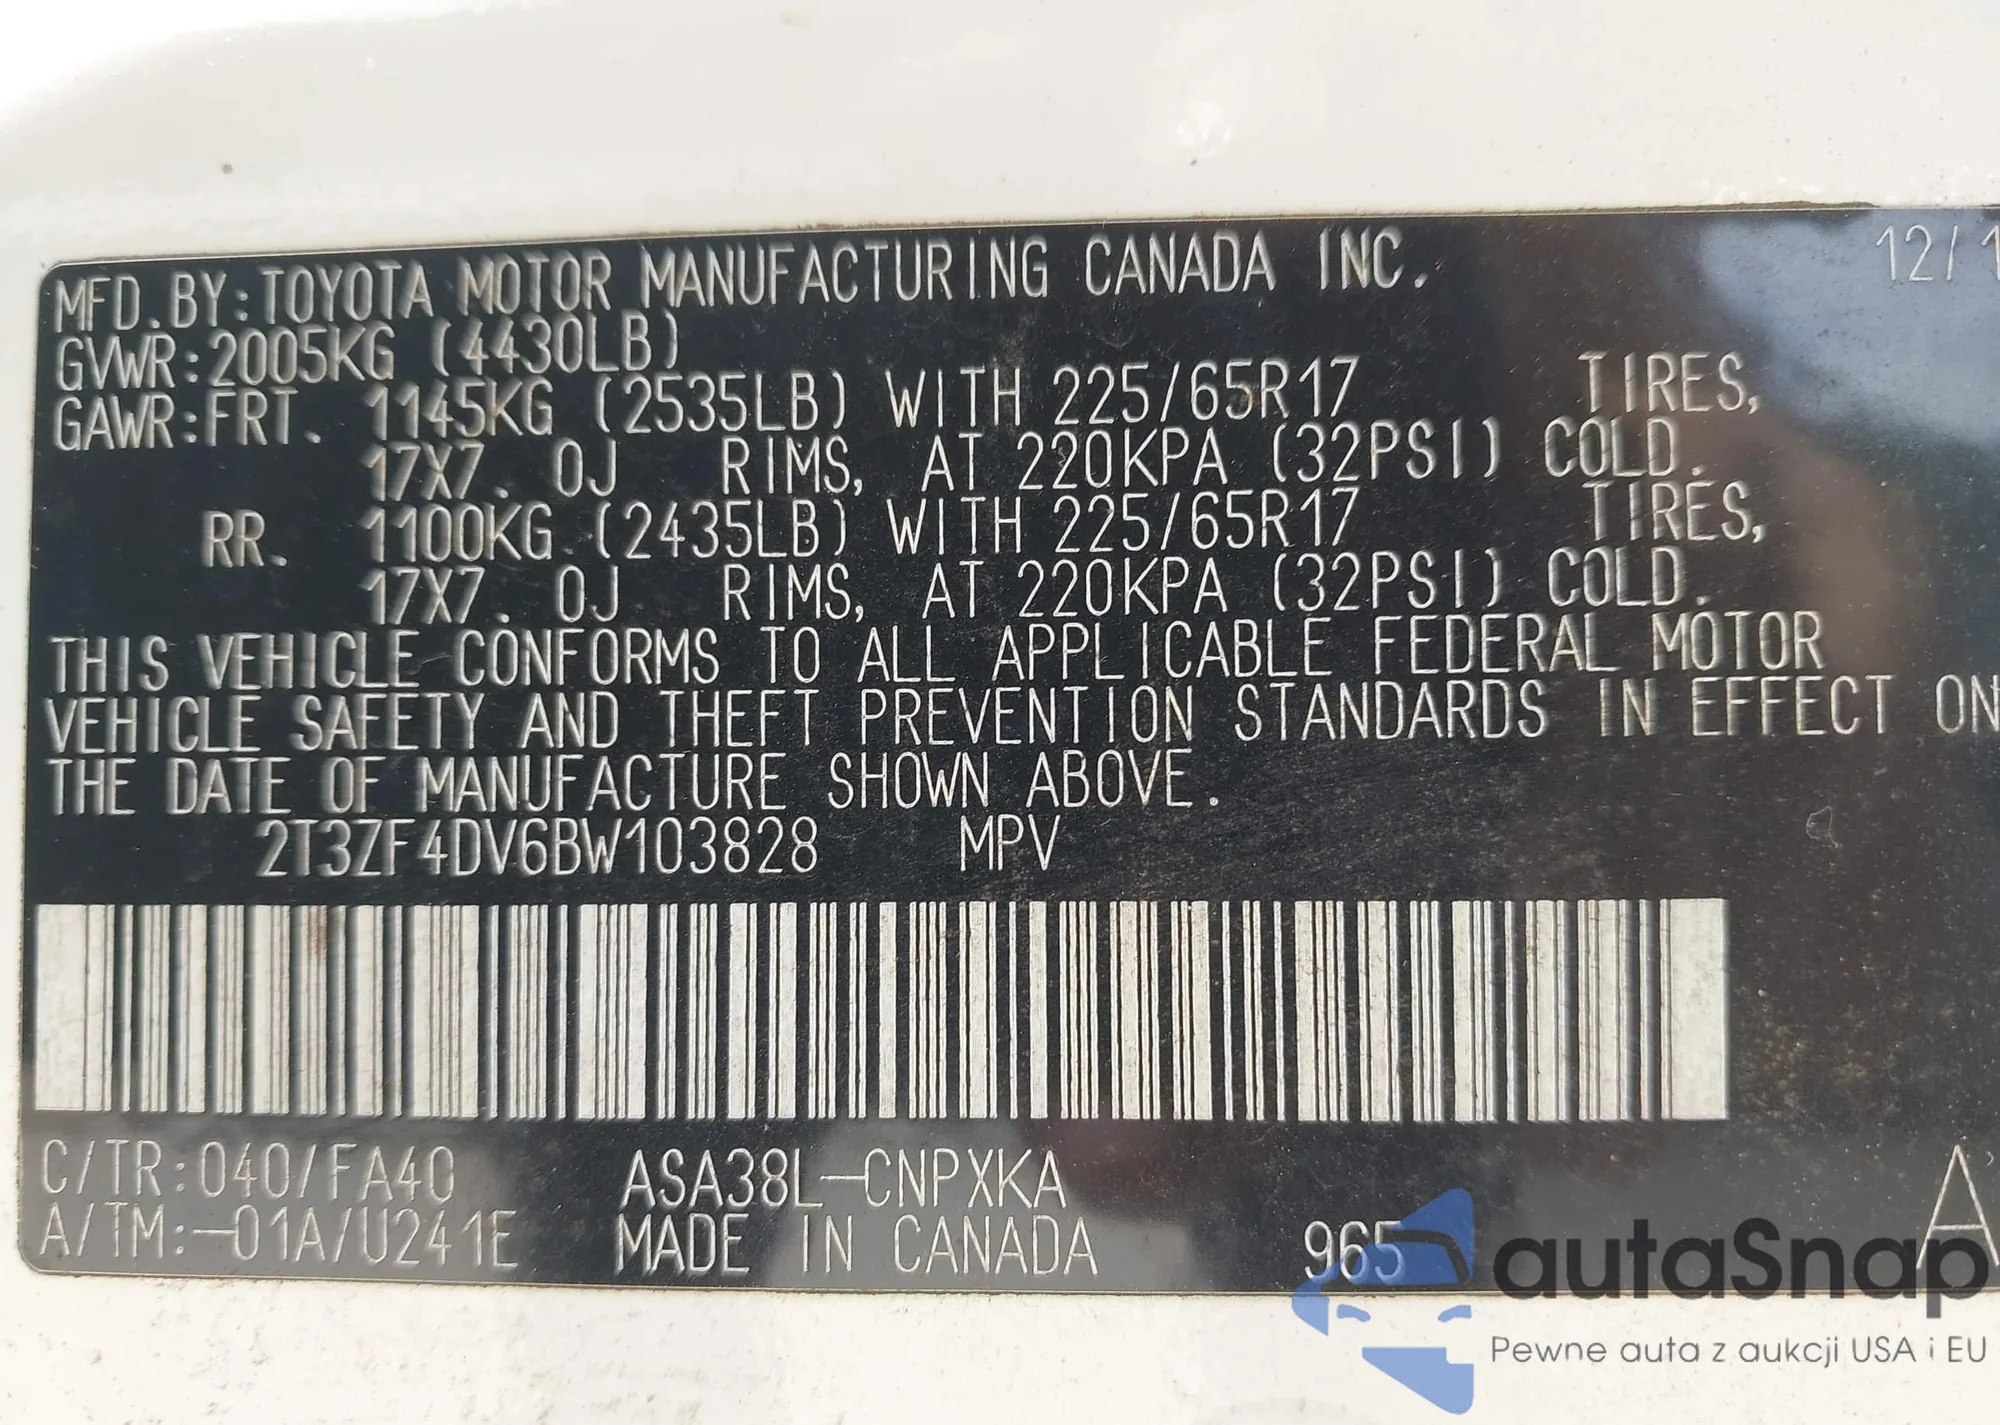 MFD. BY: TOYOTA MOTOR MANUFACTURING CANADA INC. 12/1
GVWR: 2005KG (4430LB)
GAWR: FRT. 1145KG (2535LB) WITH 225/65R17 TIRES,
17X7. 0J RIMS, AT 220KPA (32PSI) COLD.
RR. 1100KG (2435LB) WITH 225/65R17 TIRES,
17X7. 0J RIMS, AT 220KPA (32PSI) COLD.
THIS VEHICLE CONFORMS TO ALL APPLICABLE FEDERAL MOTOR
VEHICLE SAFETY AND THEFT PREVENTION STANDARDS IN EFFECT ON
THE DATE OF MANUFACTURE SHOWN ABOVE.
2T3ZF4DV6BW103828 MPV
C/TR: 040/FA40 ASA38L-CNPXKA
A/TM: -01A/U241E MADE IN CANADA 965 A
autaSnap
Pewne auta z aukcji USA i EU